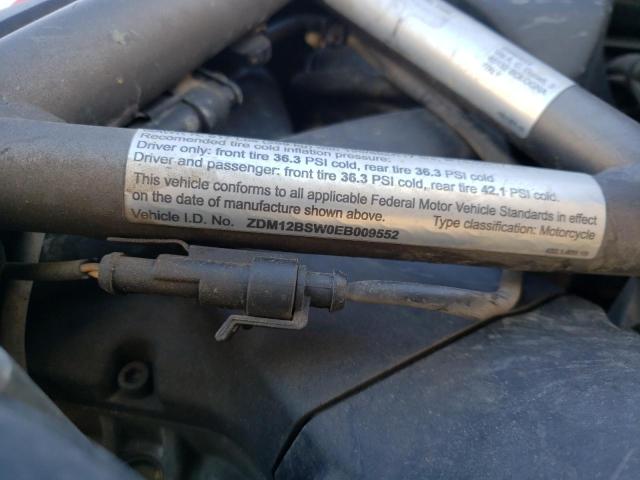 Recomended tire cold inflation pressure:
Driver only: front tire 36.3 PSI cold, rear tire 36.3 PSI cold
Driver and passenger: front tire 36.3 PSI cold, rear tire 42.1 PSI cold.
This vehicle conforms to all applicable Federal Motor Vehicle Standards in effect
on the date of manufacture shown above.
Type classification: Motorcycle
Vehicle I.D. No. ZDM12BSW0EB009552